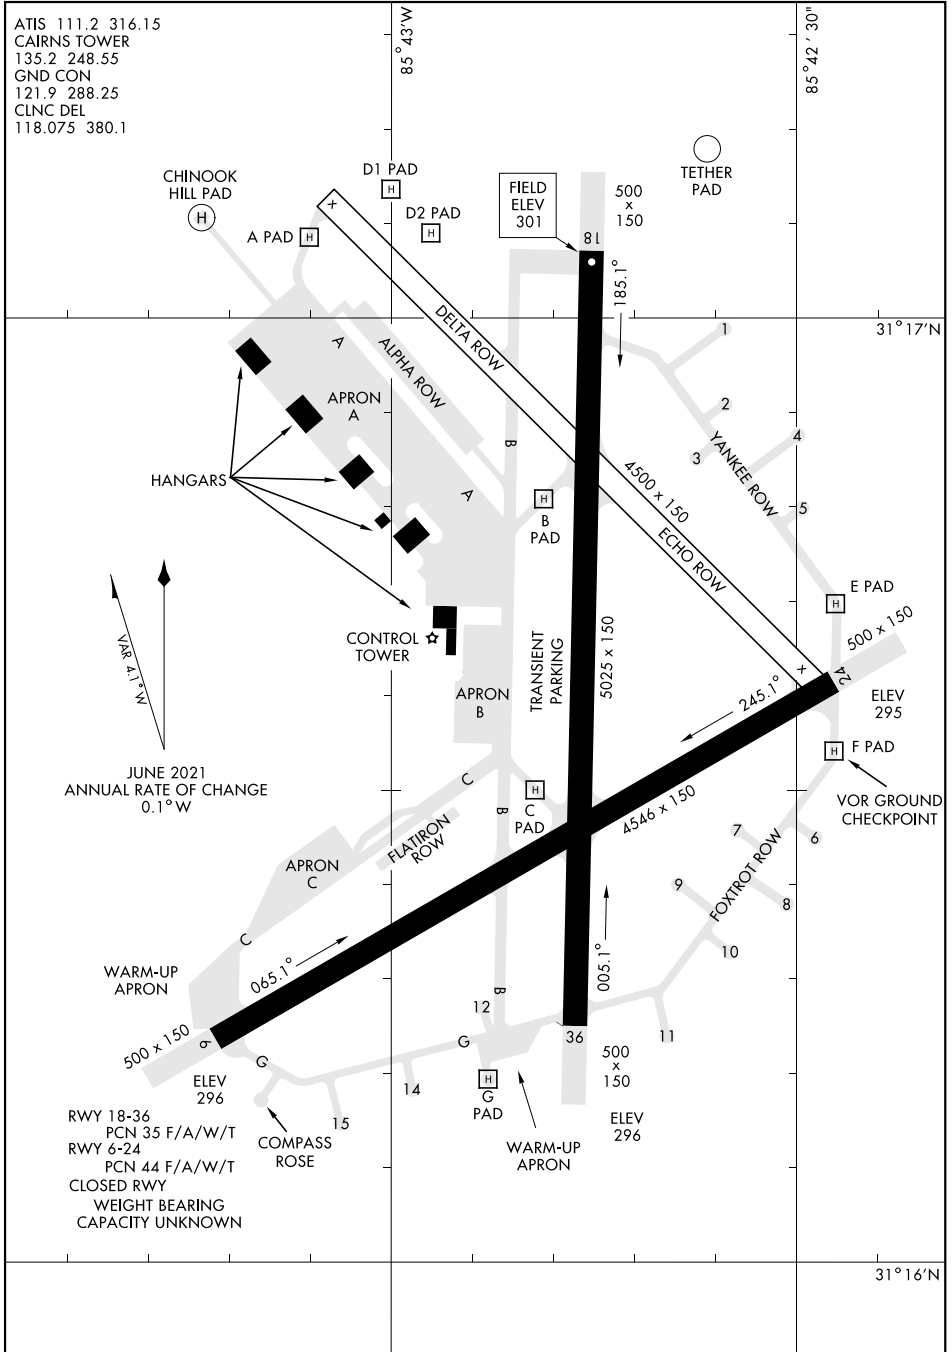 ATIS 111.2 316.15
CAIRNS TOWER
135.2 248.55
GND CON
121.9 288.25
CLNC DEL
118.075 380.1
85°43'W
85°42'30"
CHINOOK
HILL PAD
H
A PAD H
D1 PAD
H
D2 PAD
H
FIELD
ELEV
301
500
x
150
TETHER
PAD
18
185.1°
x
DELTA ROW
ALPHA ROW
31°17'N
A
APRON
A
1
2
3
4
5
YANKEE ROW
B
A
HANGARS
H
B
PAD
4500 x 150
ECHO ROW
E PAD
H
500 x 150
x
24
ELEV
295
245.1°
VAR 4.1° W
CONTROL
TOWER
APRON
B
TRANSIENT
PARKING
5025 x 150
JUNE 2021
ANNUAL RATE OF CHANGE
0.1° W
H F PAD
VOR GROUND
CHECKPOINT
C
B
H
C
PAD
4546 x 150
FLATIRON
ROW
APRON
C
7
6
FOXTROT ROW
9
8
10
C
065.1°
005.1°
WARM-UP
APRON
B
12
11
500 x 150
6
G
G
36
500
x
150
ELEV
296
H
G
PAD
14
15
ELEV
296
COMPASS
ROSE
WARM-UP
APRON
RWY 18-36
PCN 35 F/A/W/T
RWY 6-24
PCN 44 F/A/W/T
CLOSED RWY
WEIGHT BEARING
CAPACITY UNKNOWN
31°16'N